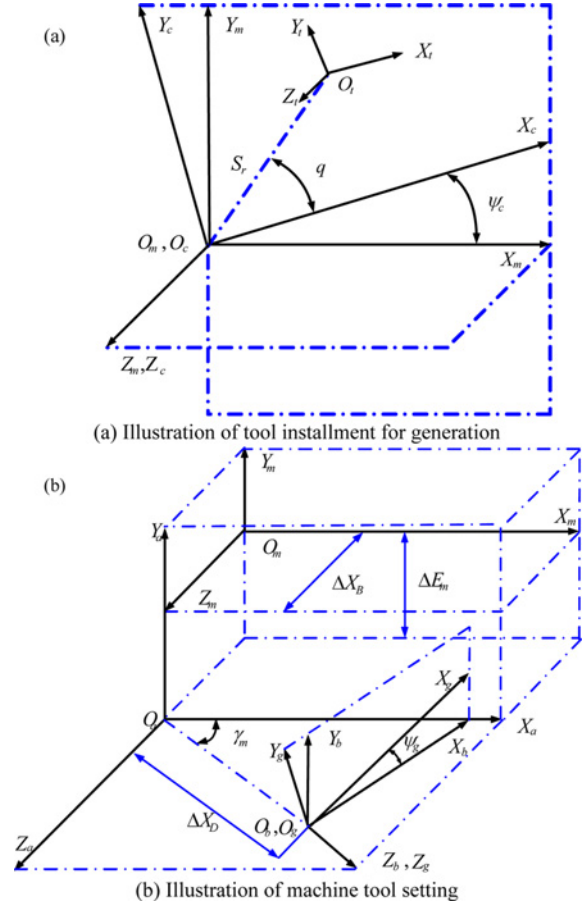 (a)
Y_c
Y_m
Y_t
X_t
Z_t
O_t
X_c
S_r
q
ψ_c
O_m, O_c
X_m
Z_m, Z_c
(a) Illustration of tool installment for generation
(b)
Y_m
Y_a
X_m
O_m
Z_m
ΔX_B
ΔE_m
X_g
X_a
γ_m
Y_g
Y_b
ψ_g
X_b
ΔX_D
O_b, O_g
Z_a
Z_b, Z_g
(b) Illustration of machine tool setting